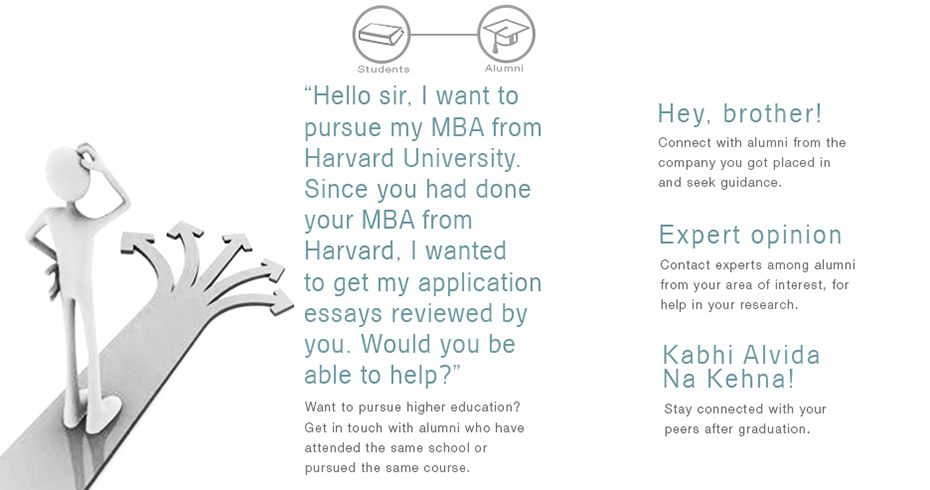 Students
Alumni
“Hello sir, I want to
pursue my MBA from
Harvard University.
Since you had done
your MBA from
Harvard, I wanted
to get my application
essays reviewed by
you. Would you be
able to help?”
Want to pursue higher education?
Get in touch with alumni who have
attended the same school or
pursued the same course.
Hey, brother!
Connect with alumni from the
company you got placed in
and seek guidance.
Expert opinion
Contact experts among alumni
from your area of interest, for
help in your research.
Kabhi Alvida
Na Kehna!
Stay connected with your
peers after graduation.